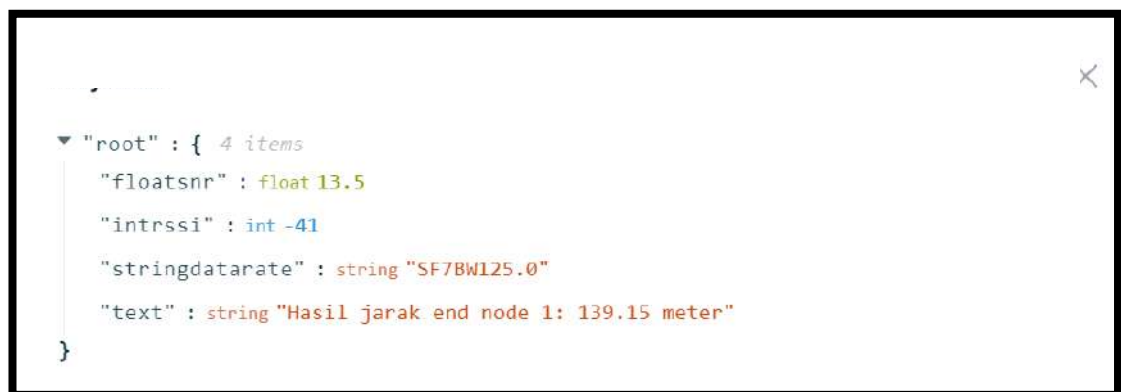 "root" : { 4 items
"floatsnr" : float 13.5
"intrssi" : int -41
"stringdatarate" : string "SF7BW125.0"
"text" : string "Hasil jarak end node 1: 139.15 meter"
}